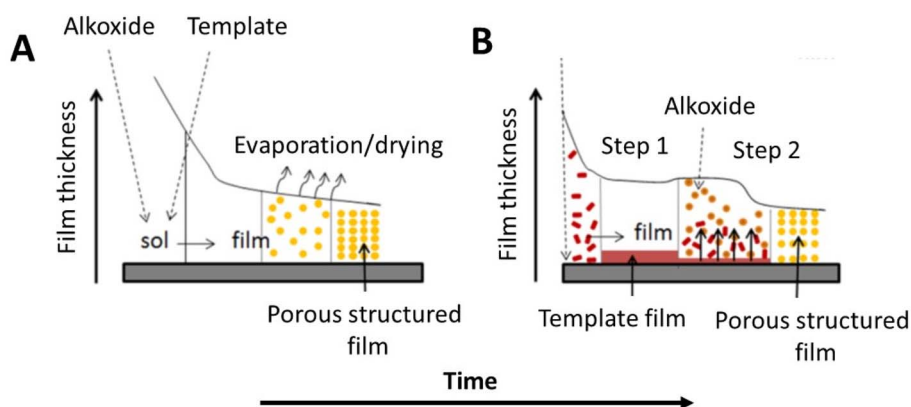 A
Alkoxide
Template
Film thickness
Evaporation/drying
sol
film
Porous structured
film
B
Film thickness
Step 1
Alkoxide
Step 2
film
Template film
Porous structured
film
Time